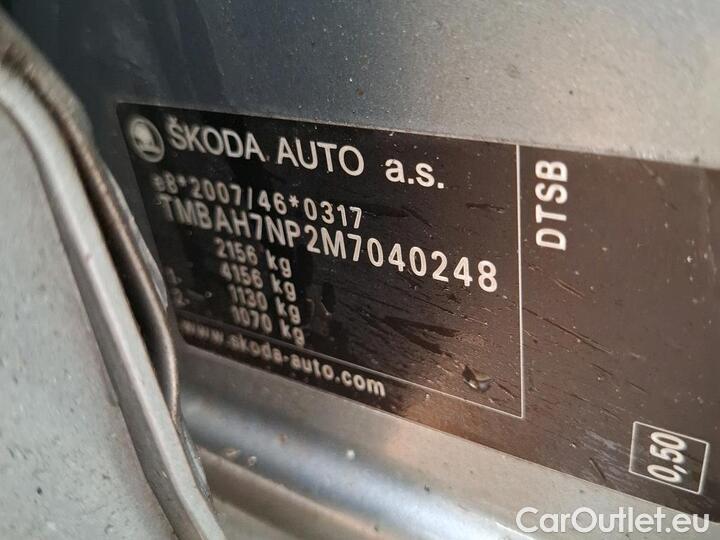 ŠKODA AUTO a.s.
e8*2007/46*0317
TMBAH7NP2M7040248
2156 kg
4156 kg
1. 1130 kg
2. 1070 kg
www.skoda-auto.com
DTSB
0,50
CarOutlet.eu